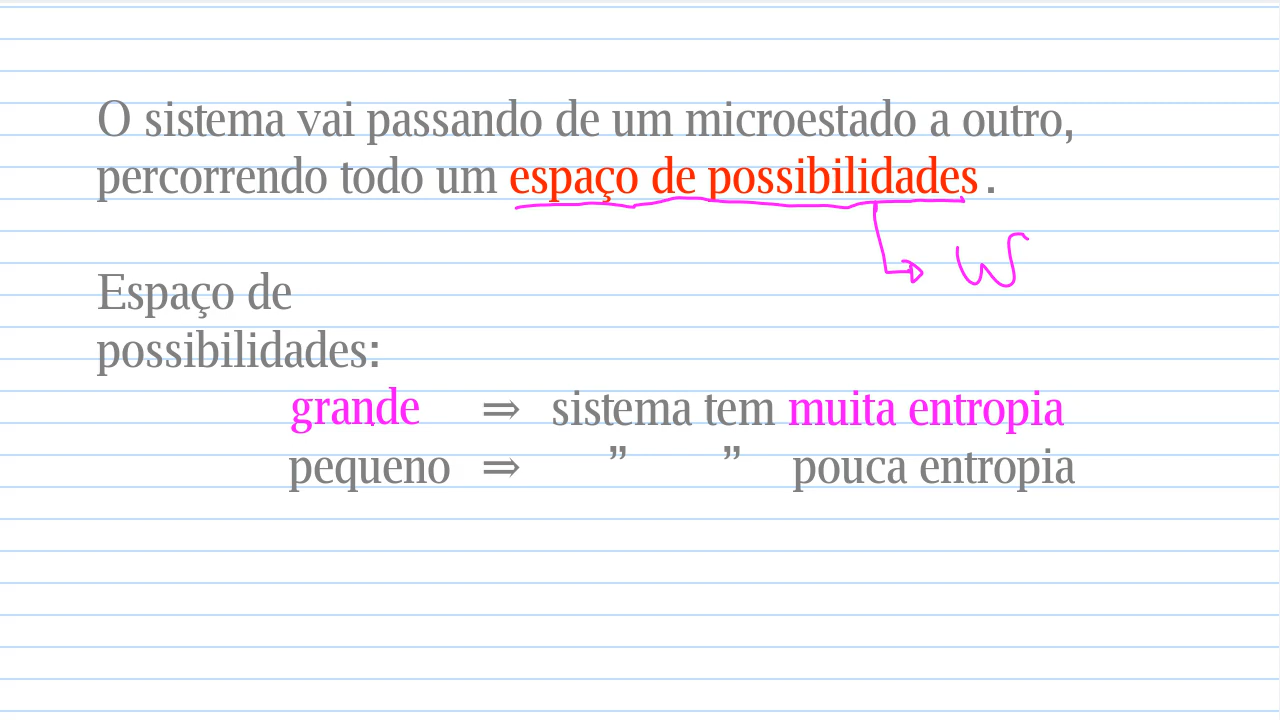 O sistema vai passando de um microestado a outro,
percorrendo todo um espaço de possibilidades.
W
Espaço de
possibilidades:
grande ⇒ sistema tem muita entropia
pequeno ⇒ ” ” pouca entropia